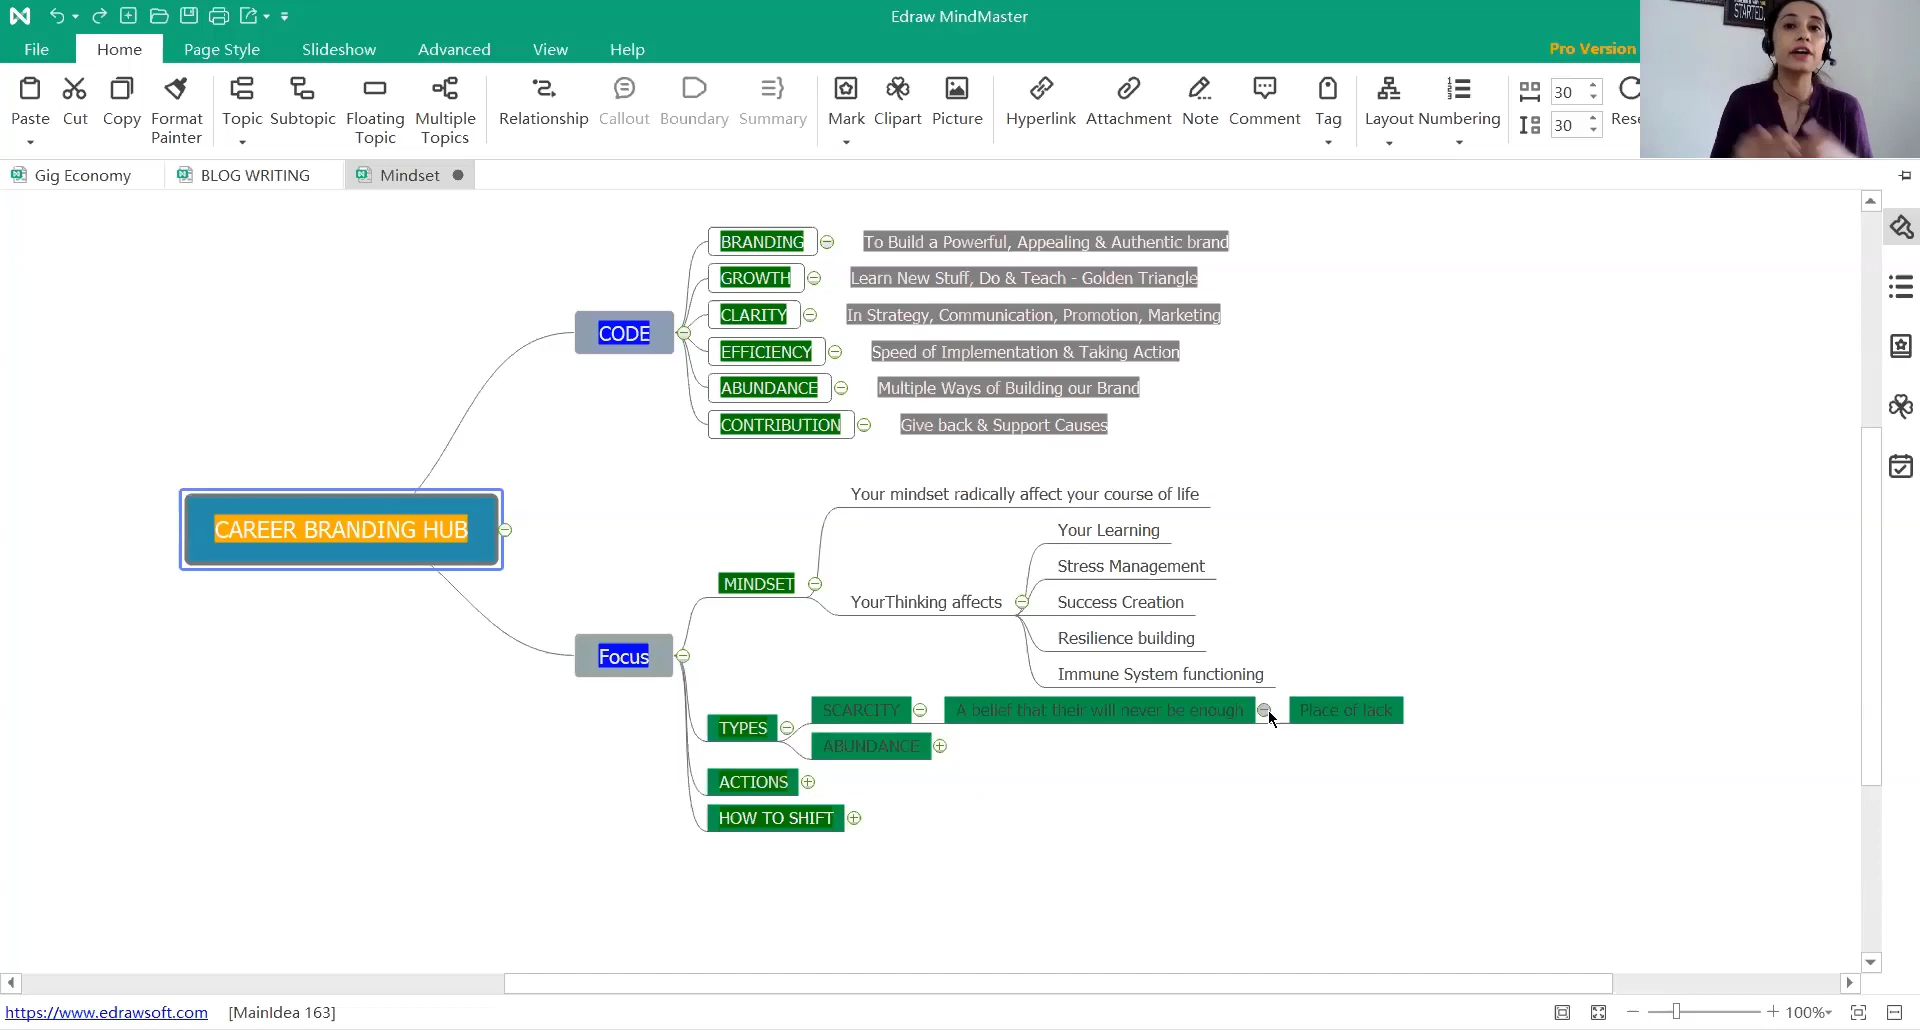 Edraw MindMaster
File Home Page Style Slideshow Advanced View Help Pro Version
STARTED.
Paste Cut Copy Format Painter Topic Subtopic Floating Topic Multiple Topics Relationship Callout Boundary Summary Mark Clipart Picture Hyperlink Attachment Note Comment Tag Layout Numbering 30 30 Rese
Gig Economy BLOG WRITING Mindset
BRANDING To Build a Powerful, Appealing & Authentic brand
GROWTH Learn New Stuff, Do & Teach - Golden Triangle
CLARITY In Strategy, Communication, Promotion, Marketing
CODE
EFFICIENCY Speed of Implementation & Taking Action
ABUNDANCE Multiple Ways of Building our Brand
CONTRIBUTION Give back & Support Causes
CAREER BRANDING HUB
Your mindset radically affect your course of life
Your Learning
Stress Management
MINDSET
YourThinking affects Success Creation
Resilience building
Focus
Immune System functioning
SCARCITY A belief that their will never be enough Place of lack
TYPES
ABUNDANCE
ACTIONS
HOW TO SHIFT
https://www.edrawsoft.com [MainIdea 163] 100%